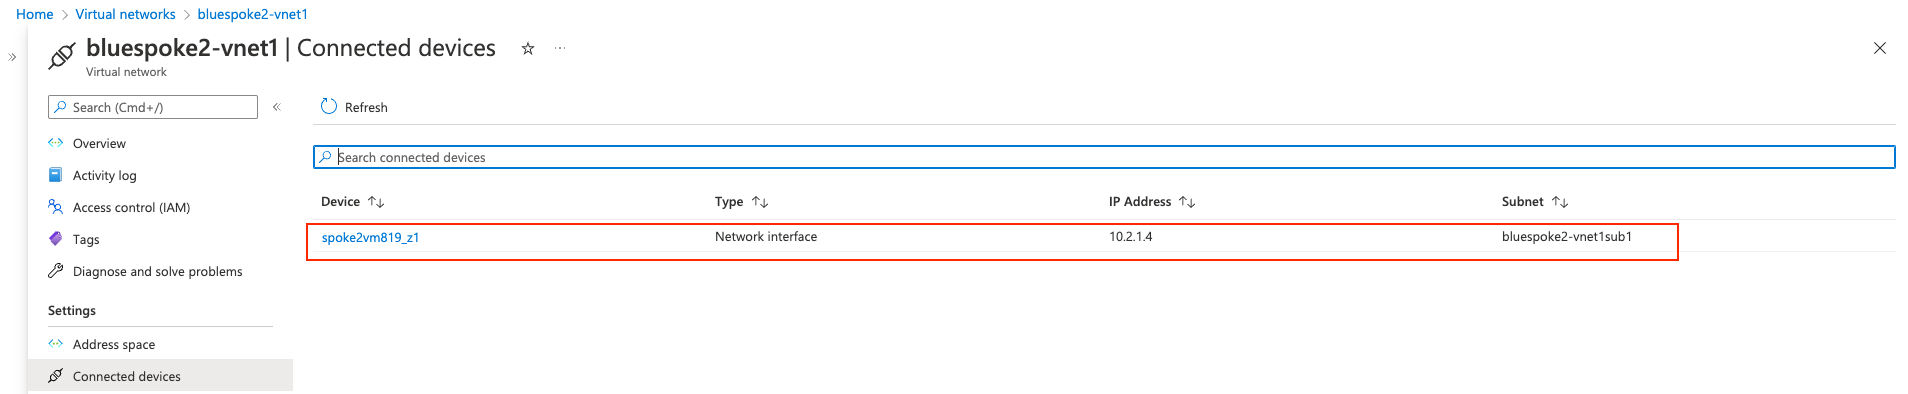 Home > Virtual networks > bluespoke2-vnet1
bluespoke2-vnet1 | Connected devices
Virtual network
Search (Cmd+/)
Refresh
Overview
Activity log
Access control (IAM)
Tags
Diagnose and solve problems
Settings
Address space
Connected devices
Search connected devices
Device Type IP Address Subnet
spoke2vm819_z1 Network interface 10.2.1.4 bluespoke2-vnet1sub1